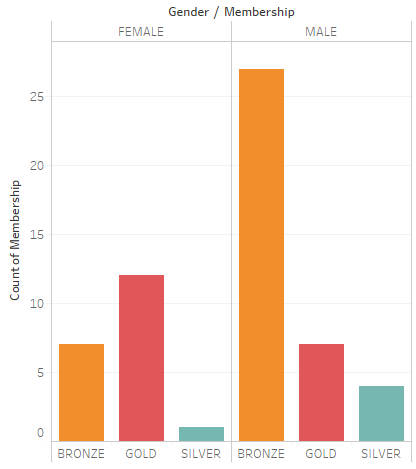 Gender / Membership
FEMALE MALE
25
20
15
10
5
0
Count of Membership
BRONZE GOLD SILVER BRONZE GOLD SILVER